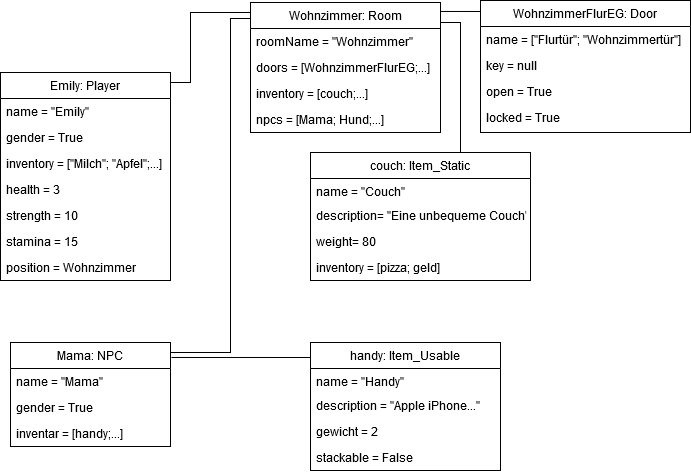 Wohnzimmer: Room
roomName = "Wohnzimmer"
doors = [WohnzimmerFlurEG;...]
inventory = [couch;...]
npcs = [Mama; Hund;...]
WohnzimmerFlurEG: Door
name = ["Flurtür"; "Wohnzimmertür"]
key = null
open = True
locked = True
Emily: Player
name = "Emily"
gender = True
inventory = ["Milch"; "Apfel";...]
health = 3
strength = 10
stamina = 15
position = Wohnzimmer
couch: Item_Static
name = "Couch"
description= "Eine unbequeme Couch"
weight= 80
inventory = [pizza; geld]
Mama: NPC
name = "Mama"
gender = True
inventar = [handy;...]
handy: Item_Usable
name = "Handy"
description = "Apple iPhone..."
gewicht = 2
stackable = False